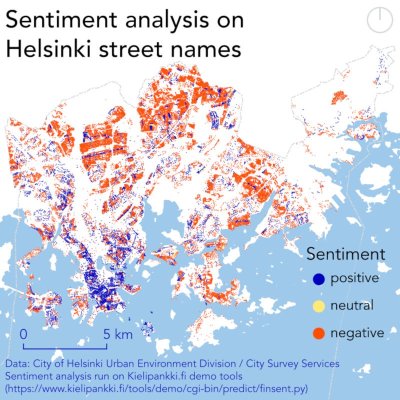 Sentiment analysis on
Helsinki street names
Sentiment
positive
neutral
negative
0 5 km
Data: City of Helsinki Urban Environment Division / City Survey Services
Sentiment analysis run on Kielipankki.fi demo tools
(https://www.kielipankki.fi/tools/demo/cgi-bin/predict/finsent.py)